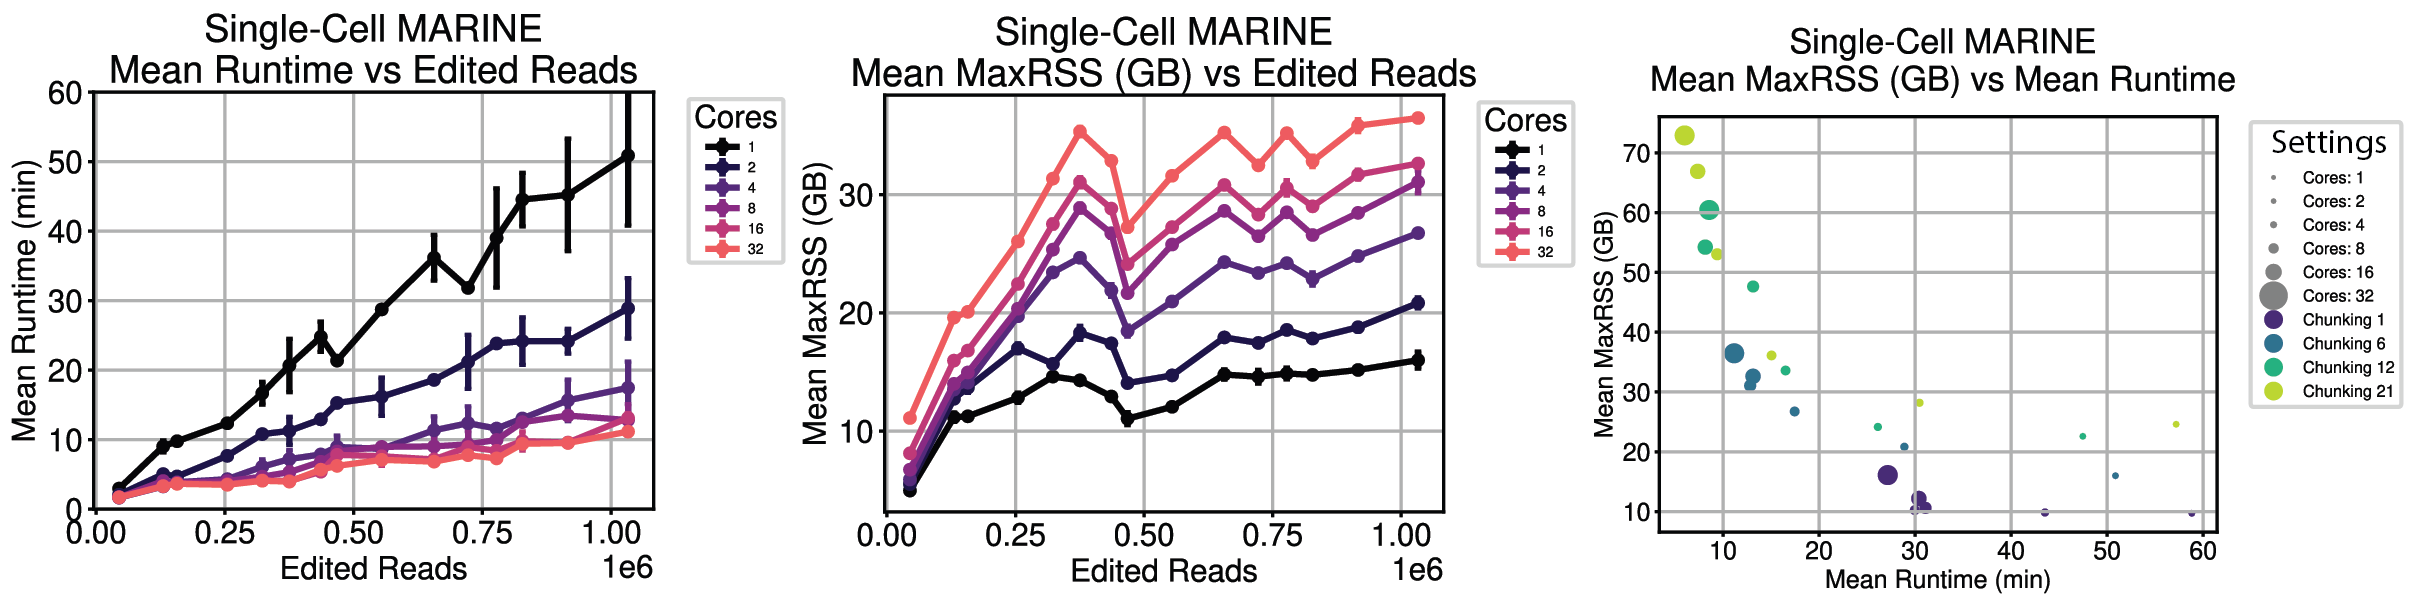 Single-Cell MARINE
Mean Runtime vs Edited Reads
Mean Runtime (min)
60
50
40
30
20
10
0
0.00
0.25
0.50
0.75
1.00
1e6
Edited Reads
Cores
1
2
4
8
16
32
Single-Cell MARINE
Mean MaxRSS (GB) vs Edited Reads
Mean MaxRSS (GB)
30
20
10
0.00
0.25
0.50
0.75
1.00
1e6
Edited Reads
Cores
1
2
4
8
16
32
Single-Cell MARINE
Mean MaxRSS (GB) vs Mean Runtime
Mean MaxRSS (GB)
70
60
50
40
30
20
10
10
20
30
40
50
60
Mean Runtime (min)
Settings
Cores: 1
Cores: 2
Cores: 4
Cores: 8
Cores: 16
Cores: 32
Chunking 1
Chunking 6
Chunking 12
Chunking 21